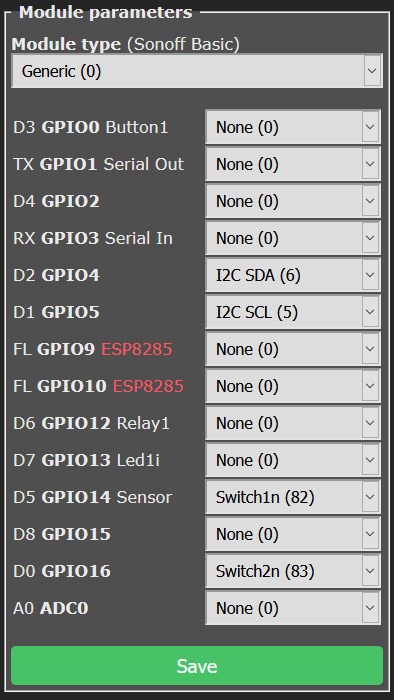 Module parameters
Module type (Sonoff Basic)
Generic (0)
D3 GPIO0 Button1 None (0)
TX GPIO1 Serial Out None (0)
D4 GPIO2 None (0)
RX GPIO3 Serial In None (0)
D2 GPIO4 I2C SDA (6)
D1 GPIO5 I2C SCL (5)
FL GPIO9 ESP8285 None (0)
FL GPIO10 ESP8285 None (0)
D6 GPIO12 Relay1 None (0)
D7 GPIO13 Led1i None (0)
D5 GPIO14 Sensor Switch1n (82)
D8 GPIO15 None (0)
D0 GPIO16 Switch2n (83)
A0 ADC0 None (0)
Save